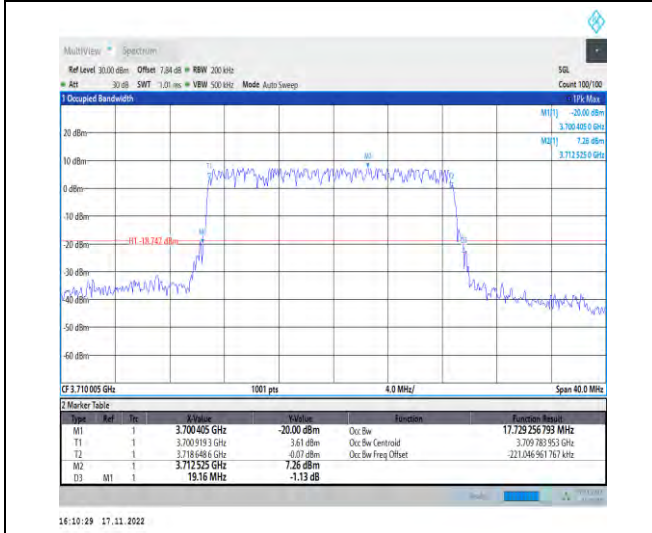 MultiView Spectrum
Ref Level 30.00 dBm Offset 7.84 dB RBW 200 kHz SGL
Att 30 dB SWT 1.01 ms VBW 500 kHz Mode Auto Sweep Count 100/100
1 Occupied Bandwidth 1Pk Max
M1[1] -20.00 dBm
3.700 405 0 GHz
M2[1] 7.26 dBm
3.712 525 0 GHz
20 dBm
10 dBm
0 dBm
-10 dBm
H1 -18.742 dBm
-20 dBm
-30 dBm
-40 dBm
-50 dBm
-60 dBm
T1
CF 3.710 005 GHz 1001 pts 4.0 MHz/ Span 40.0 MHz
2 Marker Table
Type Ref Trc X-Value Y-Value Function Function Result
M1 1 3.700 405 GHz -20.00 dBm Occ Bw 17.729 256 793 MHz
T1 1 3.700 919 3 GHz 3.61 dBm Occ Bw Centroid 3.709 783 953 GHz
T2 1 3.718 648 6 GHz -0.07 dBm Occ Bw Freq Offset -221.046 961 767 kHz
M2 1 3.712 525 GHz 7.26 dBm
D3 M1 1 19.16 MHz -1.13 dB
16:10:29 17.11.2022